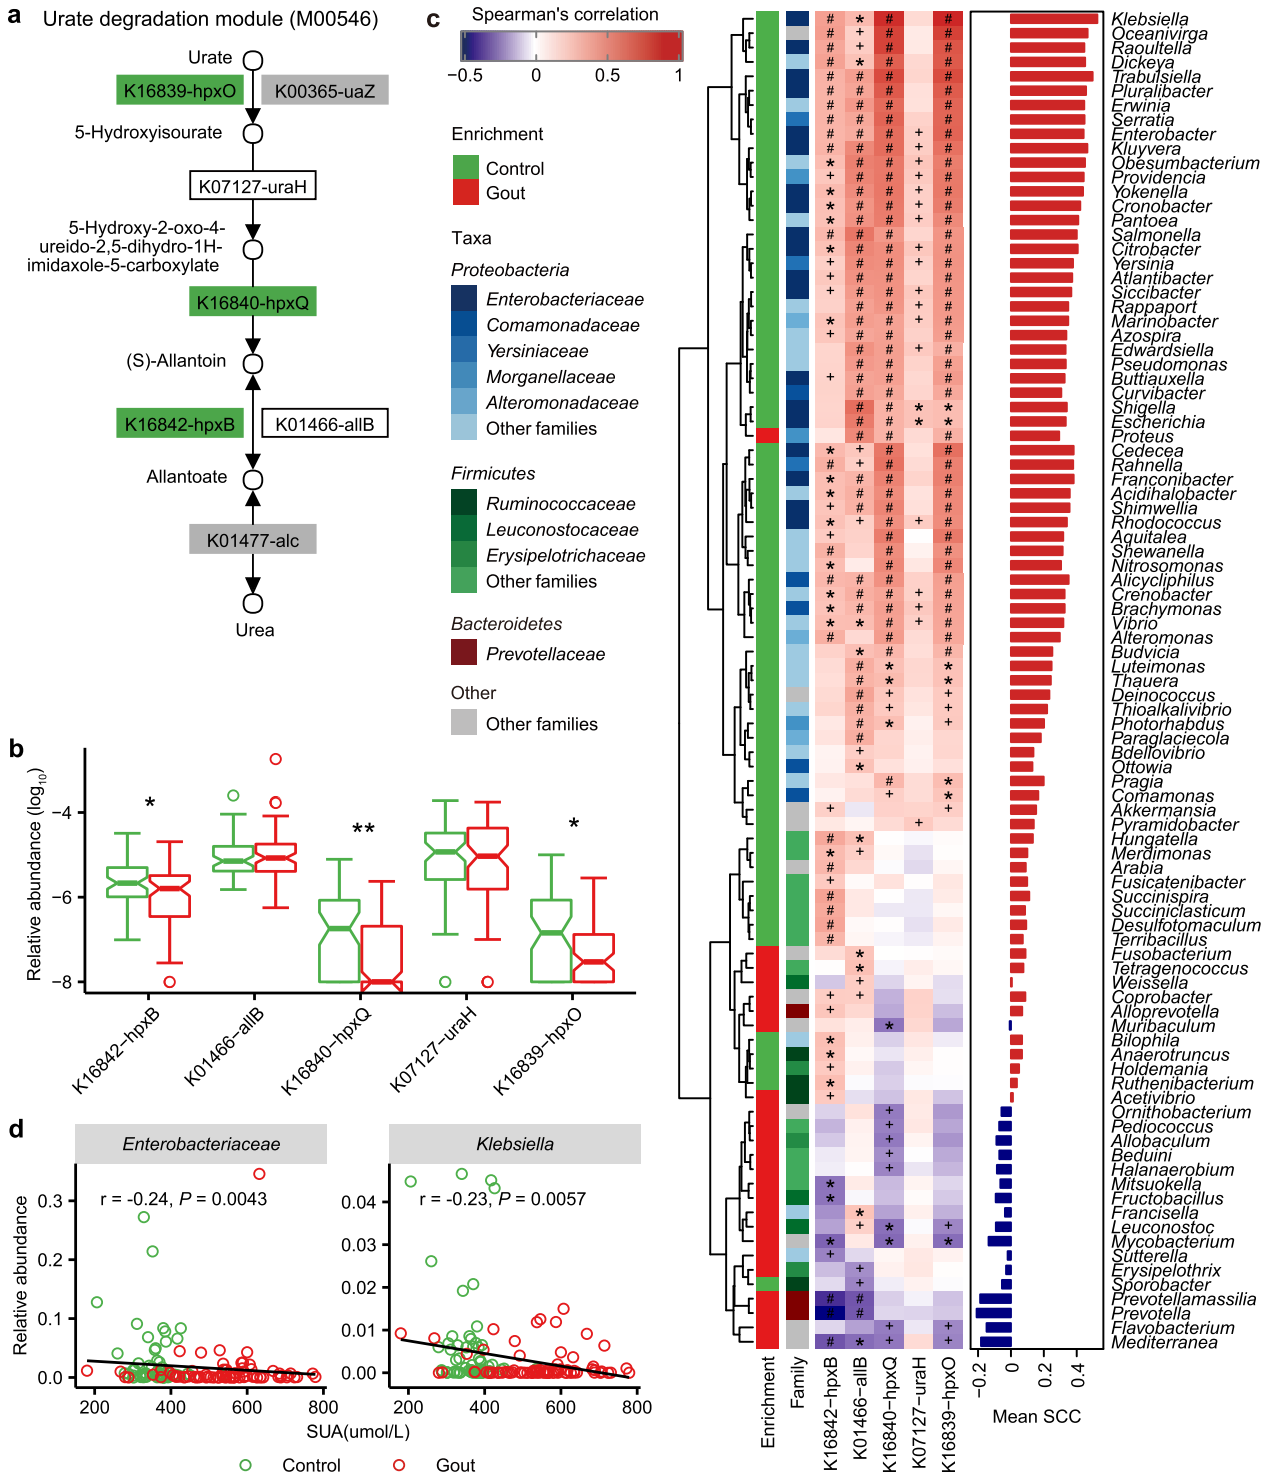 a
Urate degradation module (M00546)
Urate
K16839-hpxO
K00365-uaZ
5-Hydroxyisourate
K07127-uraH
5-Hydroxy-2-oxo-4-
ureido-2,5-dihydro-1H-
imidaxole-5-carboxylate
K16840-hpxQ
(S)-Allantoin
K16842-hpxB
K01466-allB
Allantoate
K01477-alc
Urea
b
Relative abundance (log10)
−4
−6
−8
*
**
*
K16842−hpxB
K01466−allB
K16840−hpxQ
K07127−uraH
K16839−hpxO
c
Spearman's correlation
−0.5
0
0.5
1
Enrichment
Control
Gout
Taxa
Proteobacteria
Enterobacteriaceae
Comamonadaceae
Yersiniaceae
Morganellaceae
Alteromonadaceae
Other families
Firmicutes
Ruminococcaceae
Leuconostocaceae
Erysipelotrichaceae
Other families
Bacteroidetes
Prevotellaceae
Other
Other families
Klebsiella
Oceanivirga
Raoultella
Dickeya
Trabulsiella
Pluralibacter
Erwinia
Serratia
Enterobacter
Kluyvera
Obesumbacterium
Providencia
Yokenella
Cronobacter
Pantoea
Salmonella
Citrobacter
Yersinia
Atlantibacter
Siccibacter
Rappaport
Marinobacter
Azospira
Edwardsiella
Pseudomonas
Buttiauxella
Curvibacter
Shigella
Escherichia
Proteus
Cedecea
Rahnella
Franconibacter
Acidihalobacter
Shimwellia
Rhodococcus
Aquitalea
Shewanella
Nitrosomonas
Alicycliphilus
Crenobacter
Brachymonas
Vibrio
Alteromonas
Budvicia
Luteimonas
Thauera
Deinococcus
Thioalkalivibrio
Photorhabdus
Paraglaciecola
Bdellovibrio
Ottowia
Pragia
Comamonas
Akkermansia
Pyramidobacter
Hungatella
Merdimonas
Arabia
Fusicatenibacter
Succinispira
Succiniclasticum
Desulfotomaculum
Terribacillus
Fusobacterium
Tetragenococcus
Weissella
Coprobacter
Alloprevotella
Muribaculum
Bilophila
Anaerotruncus
Holdemania
Ruthenibacterium
Acetivibrio
Ornithobacterium
Pediococcus
Allobaculum
Beduini
Halanaerobium
Mitsuokella
Fructobacillus
Francisella
Leuconostoc
Mycobacterium
Sutterella
Erysipelothrix
Sporobacter
Prevotellamassilia
Prevotella
Flavobacterium
Mediterranea
Enrichment
Family
K16842−hpxB
K01466−allB
K16840−hpxQ
K07127−uraH
K16839−hpxO
−0.2
0
0.2
0.4
Mean SCC
d
Enterobacteriaceae
Klebsiella
r = -0.24, P = 0.0043
r = -0.23, P = 0.0057
Relative abundance
0.3
0.2
0.1
0.0
0.04
0.03
0.02
0.01
0.00
200
400
600
800
200
400
600
800
SUA(umol/L)
Control
Gout